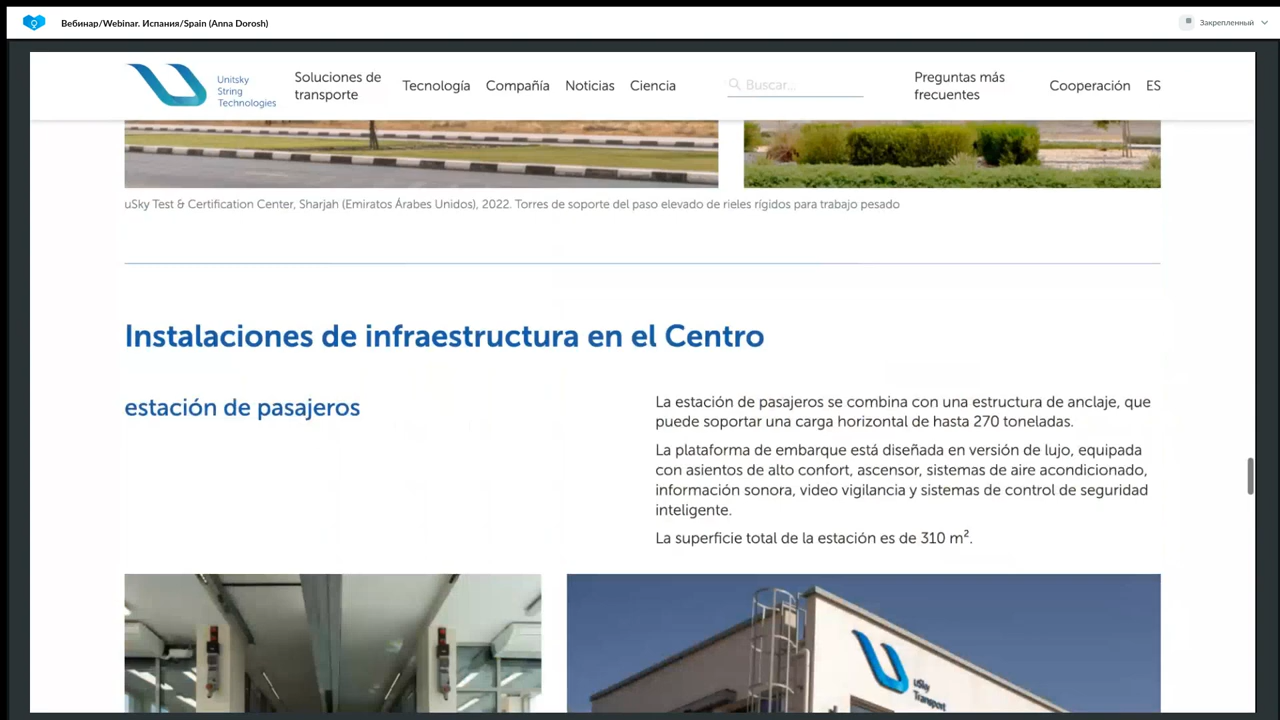 Вебинар/Webinar. Испания/Spain (Anna Dorosh)
Закрепленный
Unitsky
String
Technologies
Soluciones de
transporte
Tecnología
Compañía
Noticias
Ciencia
Buscar...
Preguntas más
frecuentes
Cooperación
ES
uSky Test & Certification Center, Sharjah (Emiratos Árabes Unidos), 2022. Torres de soporte del paso elevado de rieles rígidos para trabajo pesado
Instalaciones de infraestructura en el Centro
estación de pasajeros
La estación de pasajeros se combina con una estructura de anclaje, que
puede soportar una carga horizontal de hasta 270 toneladas.
La plataforma de embarque está diseñada en versión de lujo, equipada
con asientos de alto confort, ascensor, sistemas de aire acondicionado,
información sonora, video vigilancia y sistemas de control de seguridad
inteligente.
La superficie total de la estación es de 310 m².
uSky
Transport